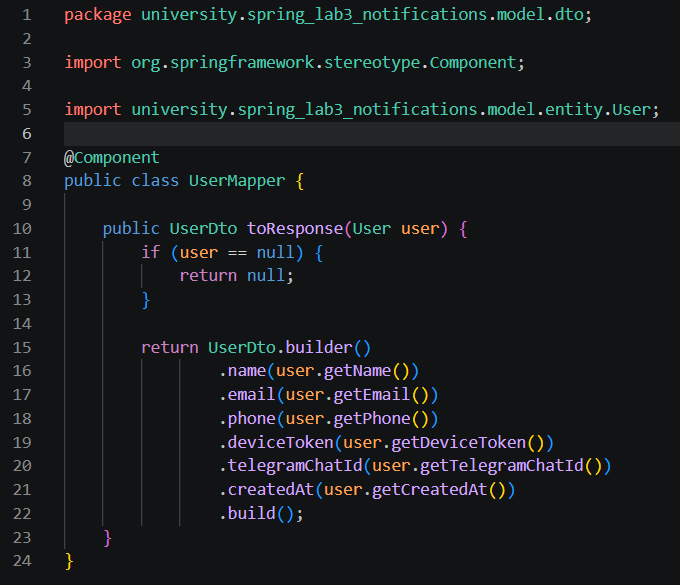 1 package university.spring_lab3_notifications.model.dto;
2
3 import org.springframework.stereotype.Component;
4
5 import university.spring_lab3_notifications.model.entity.User;
6
7 @Component
8 public class UserMapper {
9
10     public UserDto toResponse(User user) {
11         if (user == null) {
12             return null;
13         }
14
15         return UserDto.builder()
16                 .name(user.getName())
17                 .email(user.getEmail())
18                 .phone(user.getPhone())
19                 .deviceToken(user.getDeviceToken())
20                 .telegramChatId(user.getTelegramChatId())
21                 .createdAt(user.getCreatedAt())
22                 .build();
23     }
24 }